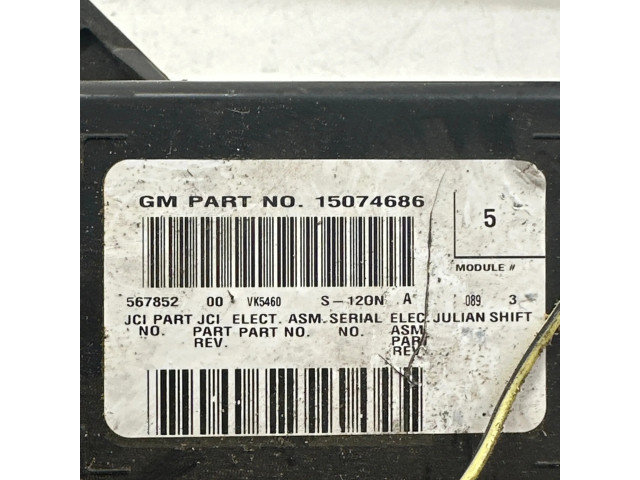 GM PART NO. 15074686
5
MODULE #
567852 00 VK5460 S-120N A 089 3
JCI PART JCI ELECT. ASM. SERIAL ELEC. JULIAN SHIFT
NO. PART PART NO. NO. ASM.
REV. PART
REV.